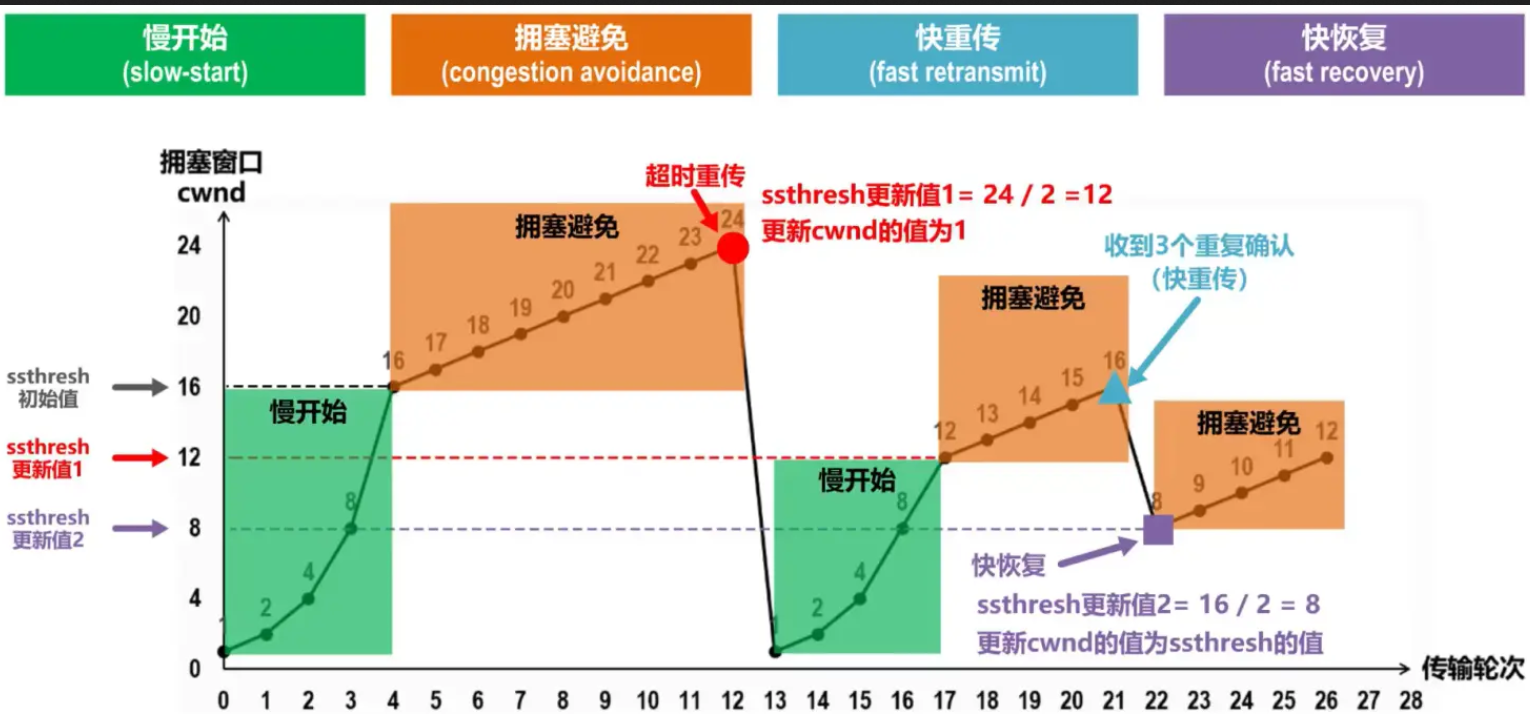 慢开始
(slow-start)
拥塞避免
(congestion avoidance)
快重传
(fast retransmit)
快恢复
(fast recovery)
拥塞窗口
cwnd
超时重传
ssthresh更新值1= 24 / 2 =12
更新cwnd的值为1
收到3个重复确认
(快重传)
24
20
16
12
8
4
0
ssthresh
初始值
ssthresh
更新值1
ssthresh
更新值2
慢开始
1
2
4
8
拥塞避免
16
17
18
19
20
21
22
23
24
慢开始
1
2
4
8
拥塞避免
12
13
14
15
16
拥塞避免
8
9
10
11
12
快恢复
ssthresh更新值2= 16 / 2 = 8
更新cwnd的值为ssthresh的值
传输轮次
0 1 2 3 4 5 6 7 8 9 10 11 12 13 14 15 16 17 18 19 20 21 22 23 24 25 26 27 28